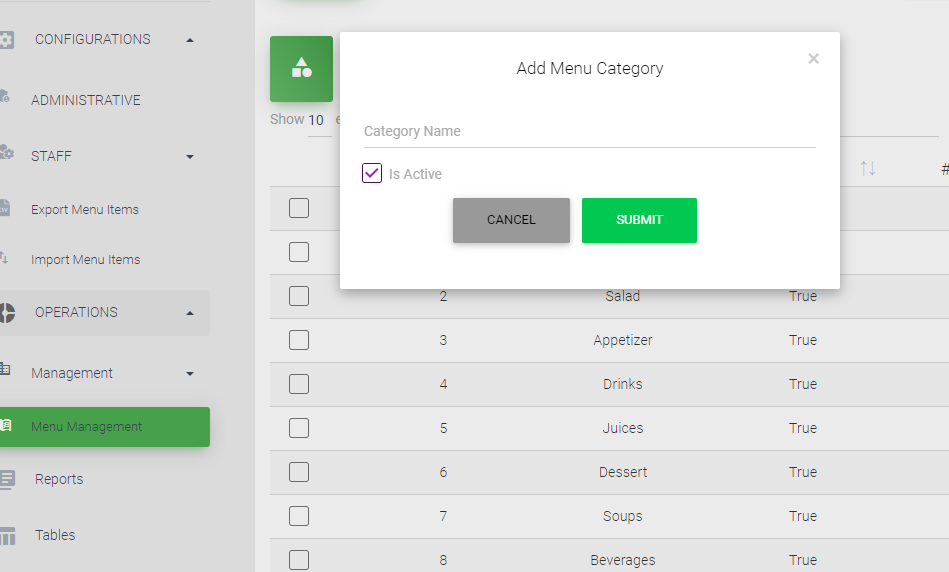 CONFIGURATIONS
ADMINISTRATIVE
STAFF
Export Menu Items
Import Menu Items
OPERATIONS
Management
Menu Management
Reports
Tables
Show 10
Add Menu Category
×
Category Name
Is Active
CANCEL
SUBMIT
#
2 Salad True
3 Appetizer True
4 Drinks True
5 Juices True
6 Dessert True
7 Soups True
8 Beverages True